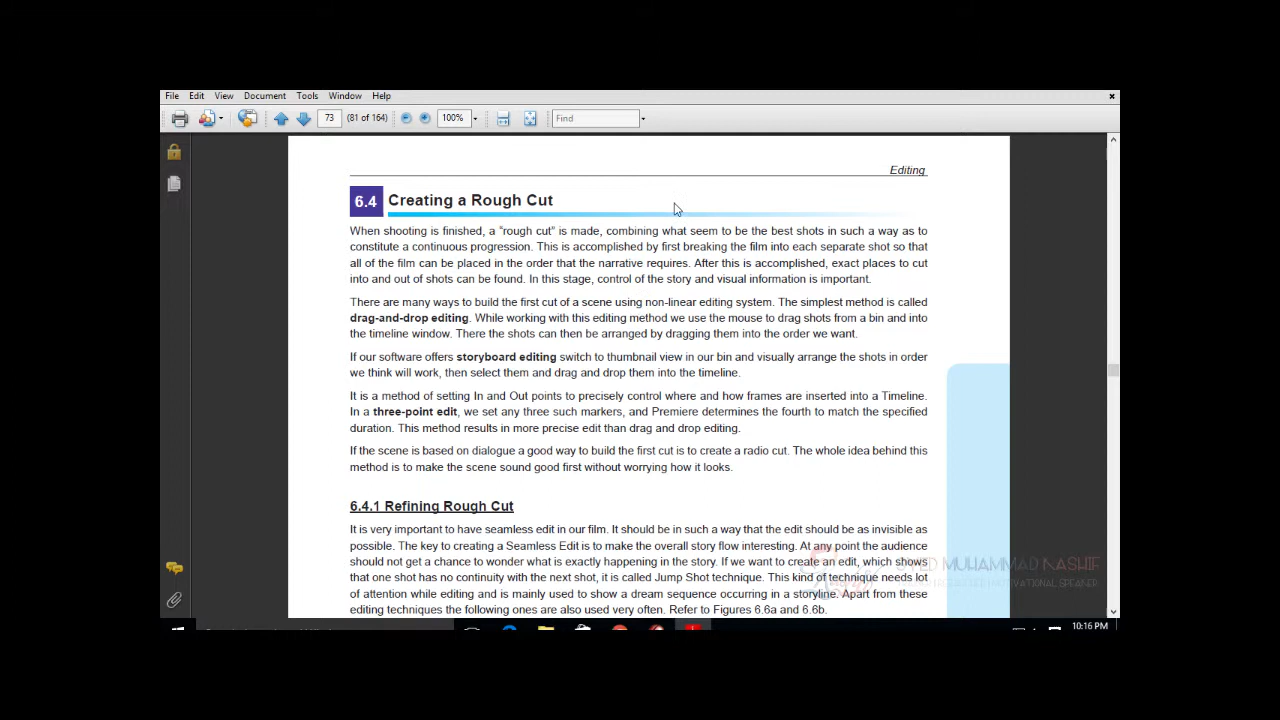 File Edit View Document Tools Window Help
73 (81 of 164) 100% Find
Editing
6.4 Creating a Rough Cut
When shooting is finished, a "rough cut" is made, combining what seem to be the best shots in such a way as to
constitute a continuous progression. This is accomplished by first breaking the film into each separate shot so that
all of the film can be placed in the order that the narrative requires. After this is accomplished, exact places to cut
into and out of shots can be found. In this stage, control of the story and visual information is important.
There are many ways to build the first cut of a scene using non-linear editing system. The simplest method is called
drag-and-drop editing. While working with this editing method we use the mouse to drag shots from a bin and into
the timeline window. There the shots can then be arranged by dragging them into the order we want.
If our software offers storyboard editing switch to thumbnail view in our bin and visually arrange the shots in order
we think will work, then select them and drag and drop them into the timeline.
It is a method of setting In and Out points to precisely control where and how frames are inserted into a Timeline.
In a three-point edit, we set any three such markers, and Premiere determines the fourth to match the specified
duration. This method results in more precise edit than drag and drop editing.
If the scene is based on dialogue a good way to build the first cut is to create a radio cut. The whole idea behind this
method is to make the scene sound good first without worrying how it looks.
6.4.1 Refining Rough Cut
It is very important to have seamless edit in our film. It should be in such a way that the edit should be as invisible as
possible. The key to creating a Seamless Edit is to make the overall story flow interesting. At any point the audience
should not get a chance to wonder what is exactly happening in the story. If we want to create an edit, which shows
that one shot has no continuity with the next shot, it is called Jump Shot technique. This kind of technique needs lot
of attention while editing and is mainly used to show a dream sequence occurring in a storyline. Apart from these
editing techniques the following ones are also used very often. Refer to Figures 6.6a and 6.6b.
SYED MUHAMMAD NASHIF
MOTIVATIONAL SPEAKER
10:16 PM